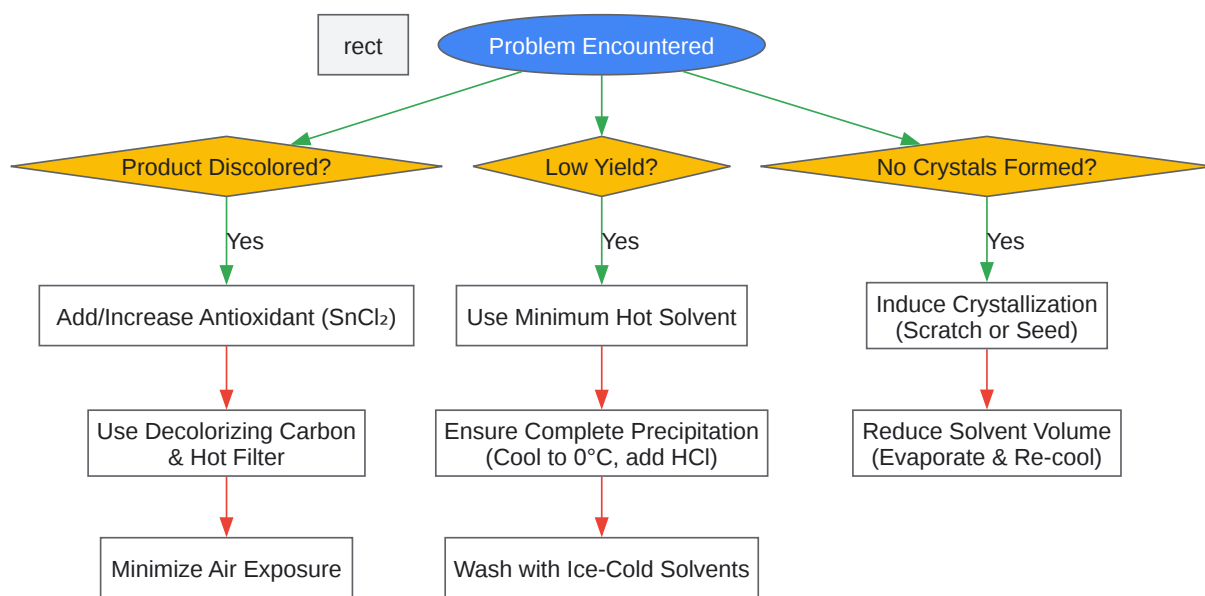 rect
Problem Encountered
Product Discolored?
Low Yield?
No Crystals Formed?
Yes
Yes
Yes
Add/Increase Antioxidant (SnCl₂)
Use Minimum Hot Solvent
Induce Crystallization
(Scratch or Seed)
Use Decolorizing Carbon
& Hot Filter
Ensure Complete Precipitation
(Cool to 0°C, add HCl)
Reduce Solvent Volume
(Evaporate & Re-cool)
Minimize Air Exposure
Wash with Ice-Cold Solvents